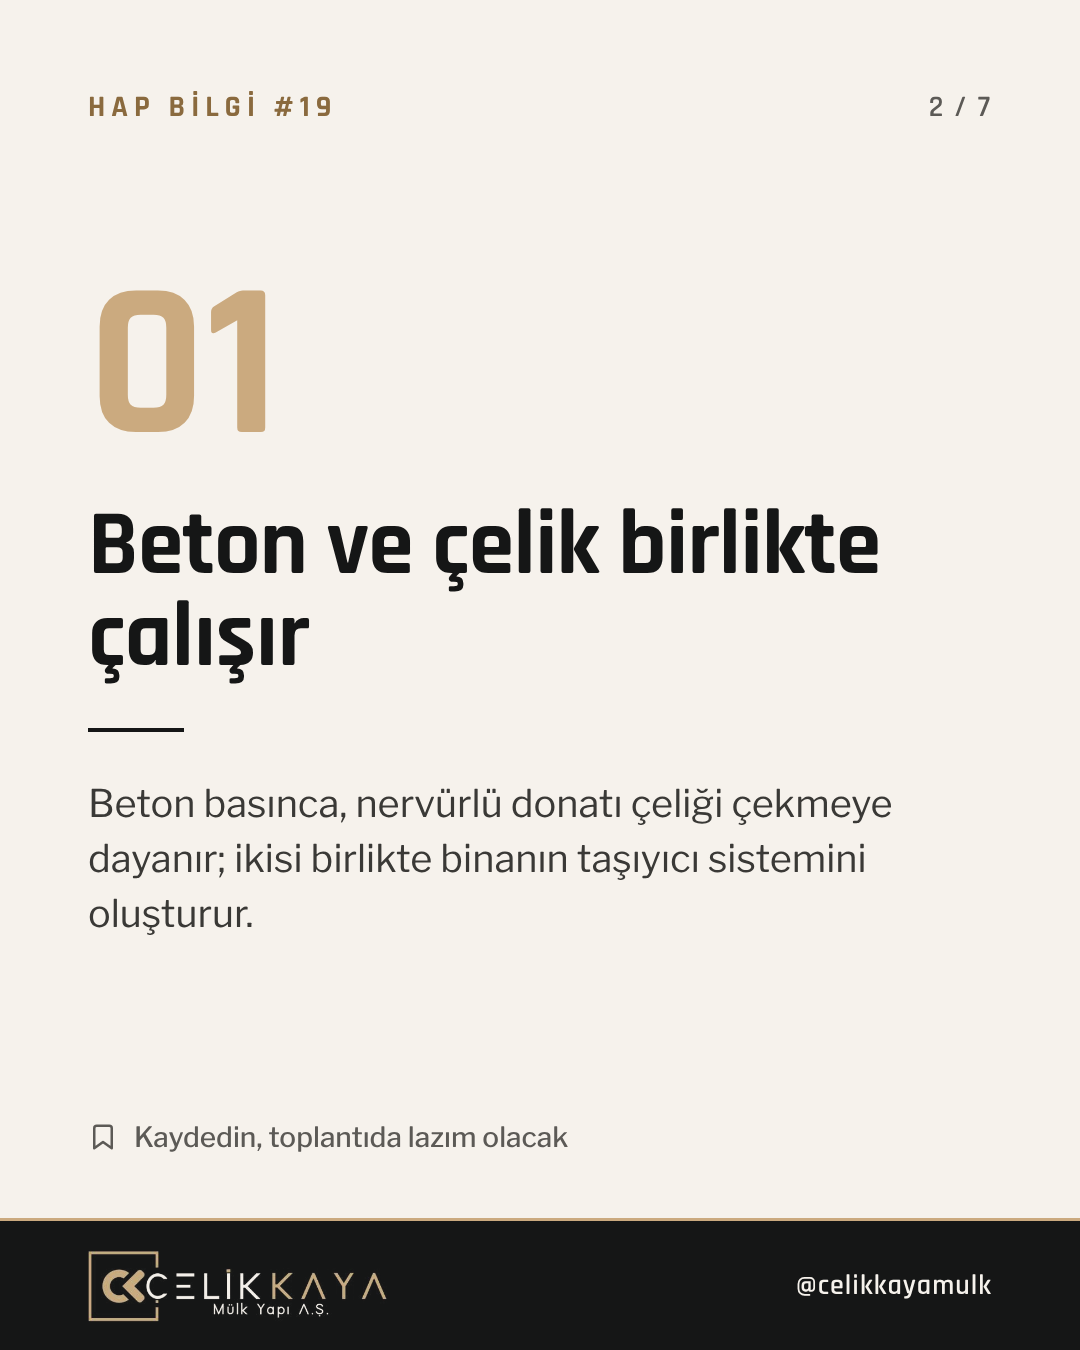 HAP BİLGİ #19
2 / 7
01
Beton ve çelik birlikte
çalışır
Beton basınca, nervürlü donatı çeliği çekmeye
dayanır; ikisi birlikte binanın taşıyıcı sistemini
oluşturur.
Kaydedin, toplantıda lazım olacak
ÇELİKKAYA
Mülk Yapı A.Ş.
@celikkayamulk